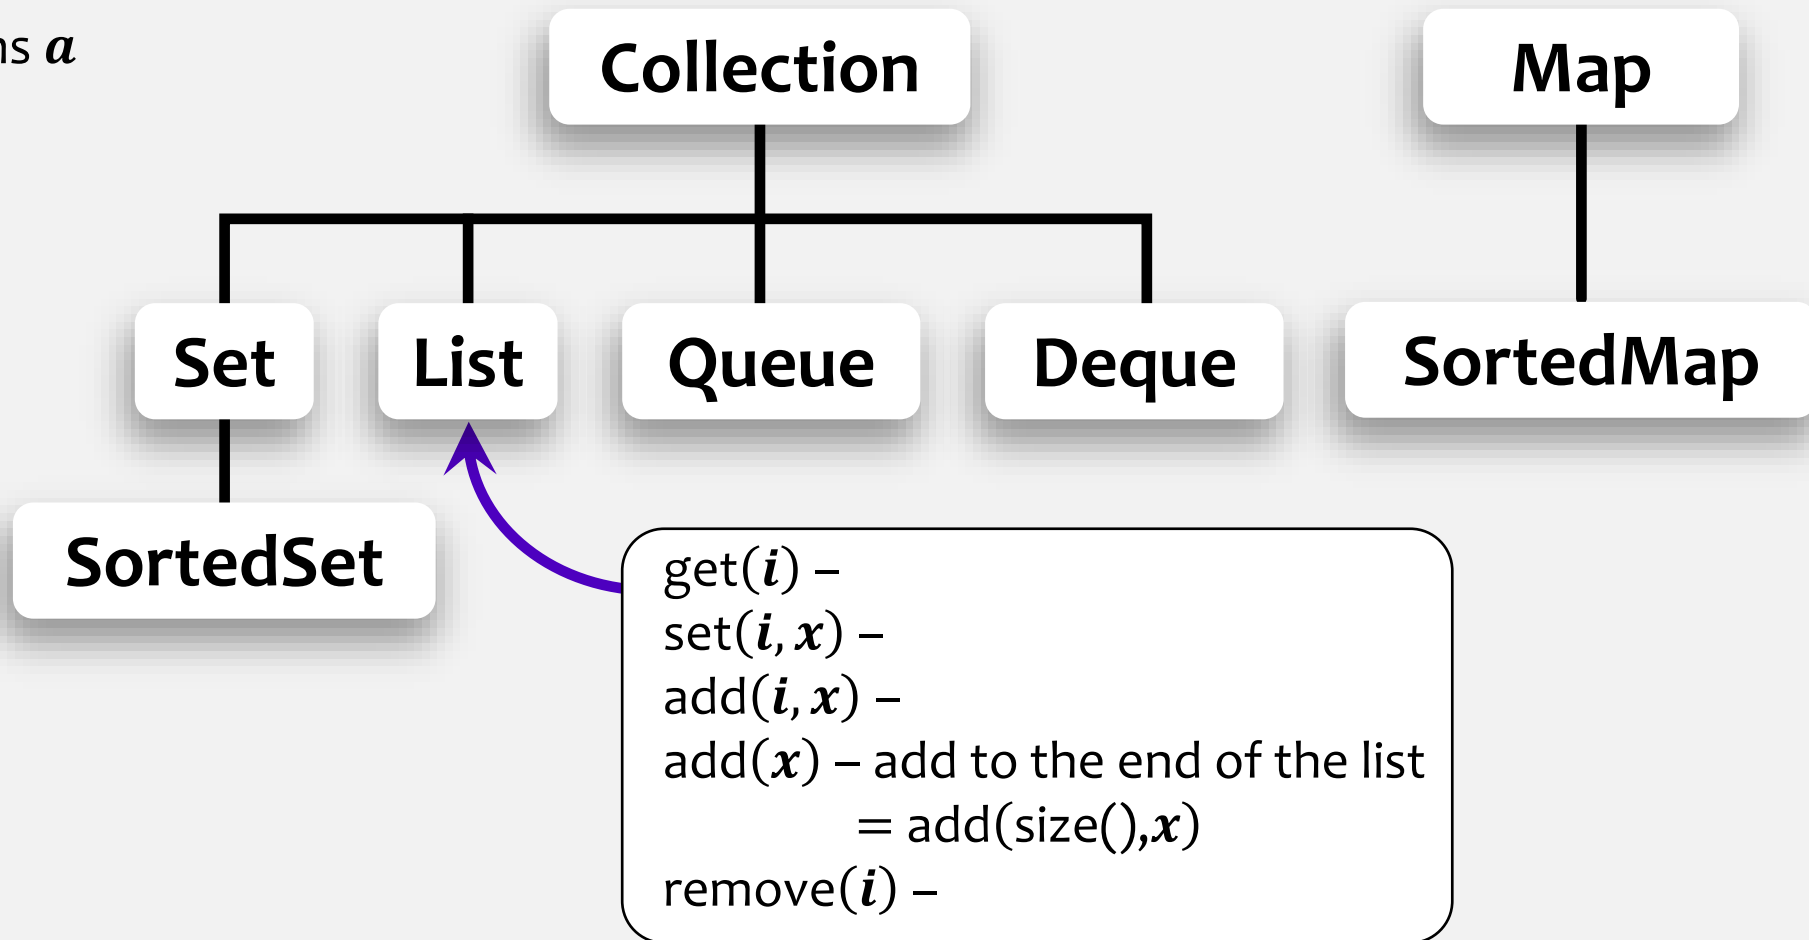 ns a
Collection
Map
Set
List
Queue
Deque
SortedMap
SortedSet
get(i) –
set(i, x) –
add(i, x) –
add(x) – add to the end of the list
= add(size(),x)
remove(i) –